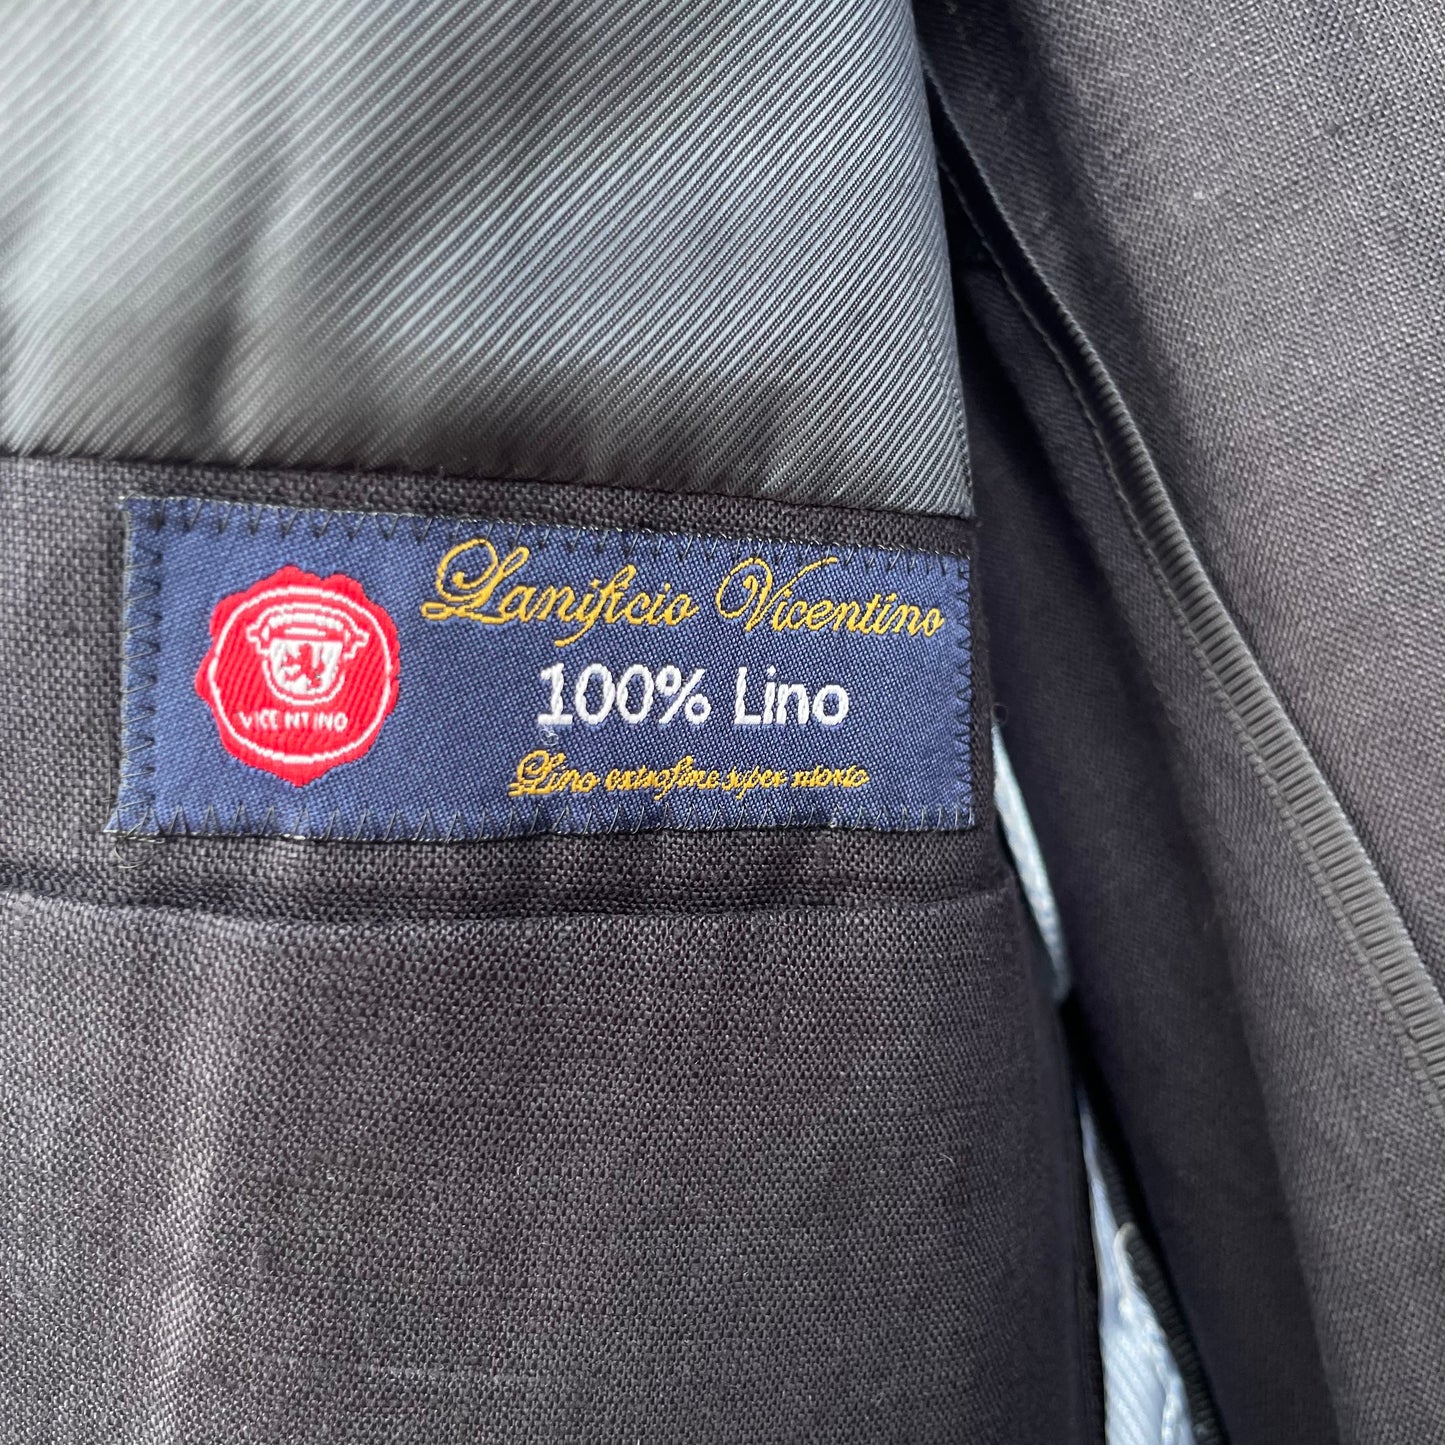 Lanificio Vicentino
100% Lino
Lino extrafine super ritorto
VICENTINO